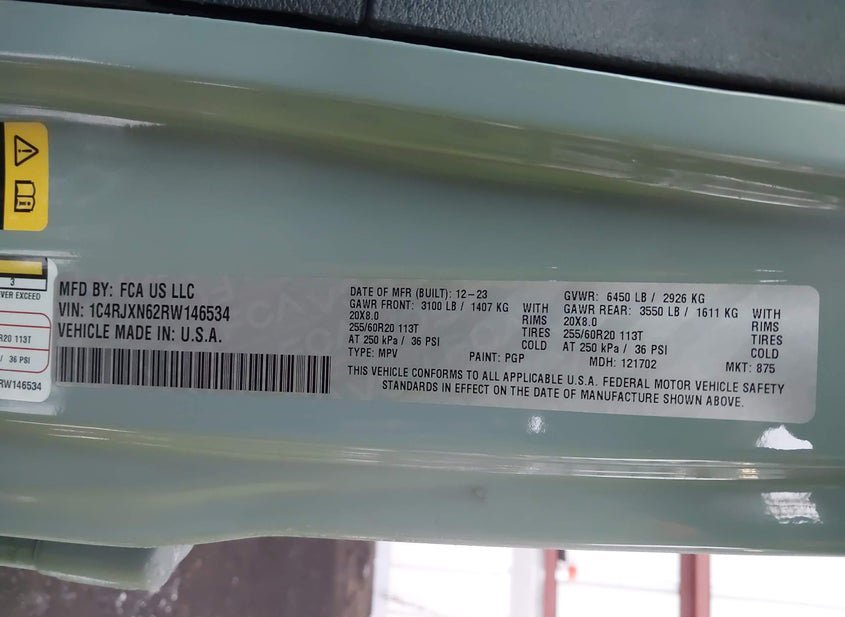 3
VER EXCEED
R20 113T
/ 36 PSI
RW146534
MFD BY: FCA US LLC
VIN: 1C4RJXN62RW146534
VEHICLE MADE IN: U.S.A.
DATE OF MFR (BUILT): 12-23
GAWR FRONT: 3100 LB / 1407 KG WITH
20X8.0 RIMS
255/60R20 113T TIRES
AT 250 kPa / 36 PSI COLD
TYPE: MPV PAINT: PGP
GVWR: 6450 LB / 2926 KG
GAWR REAR: 3550 LB / 1611 KG WITH
20X8.0 RIMS
255/60R20 113T TIRES
AT 250 kPa / 36 PSI COLD
MDH: 121702 MKT: 875
THIS VEHICLE CONFORMS TO ALL APPLICABLE U.S.A. FEDERAL MOTOR VEHICLE SAFETY
STANDARDS IN EFFECT ON THE DATE OF MANUFACTURE SHOWN ABOVE.